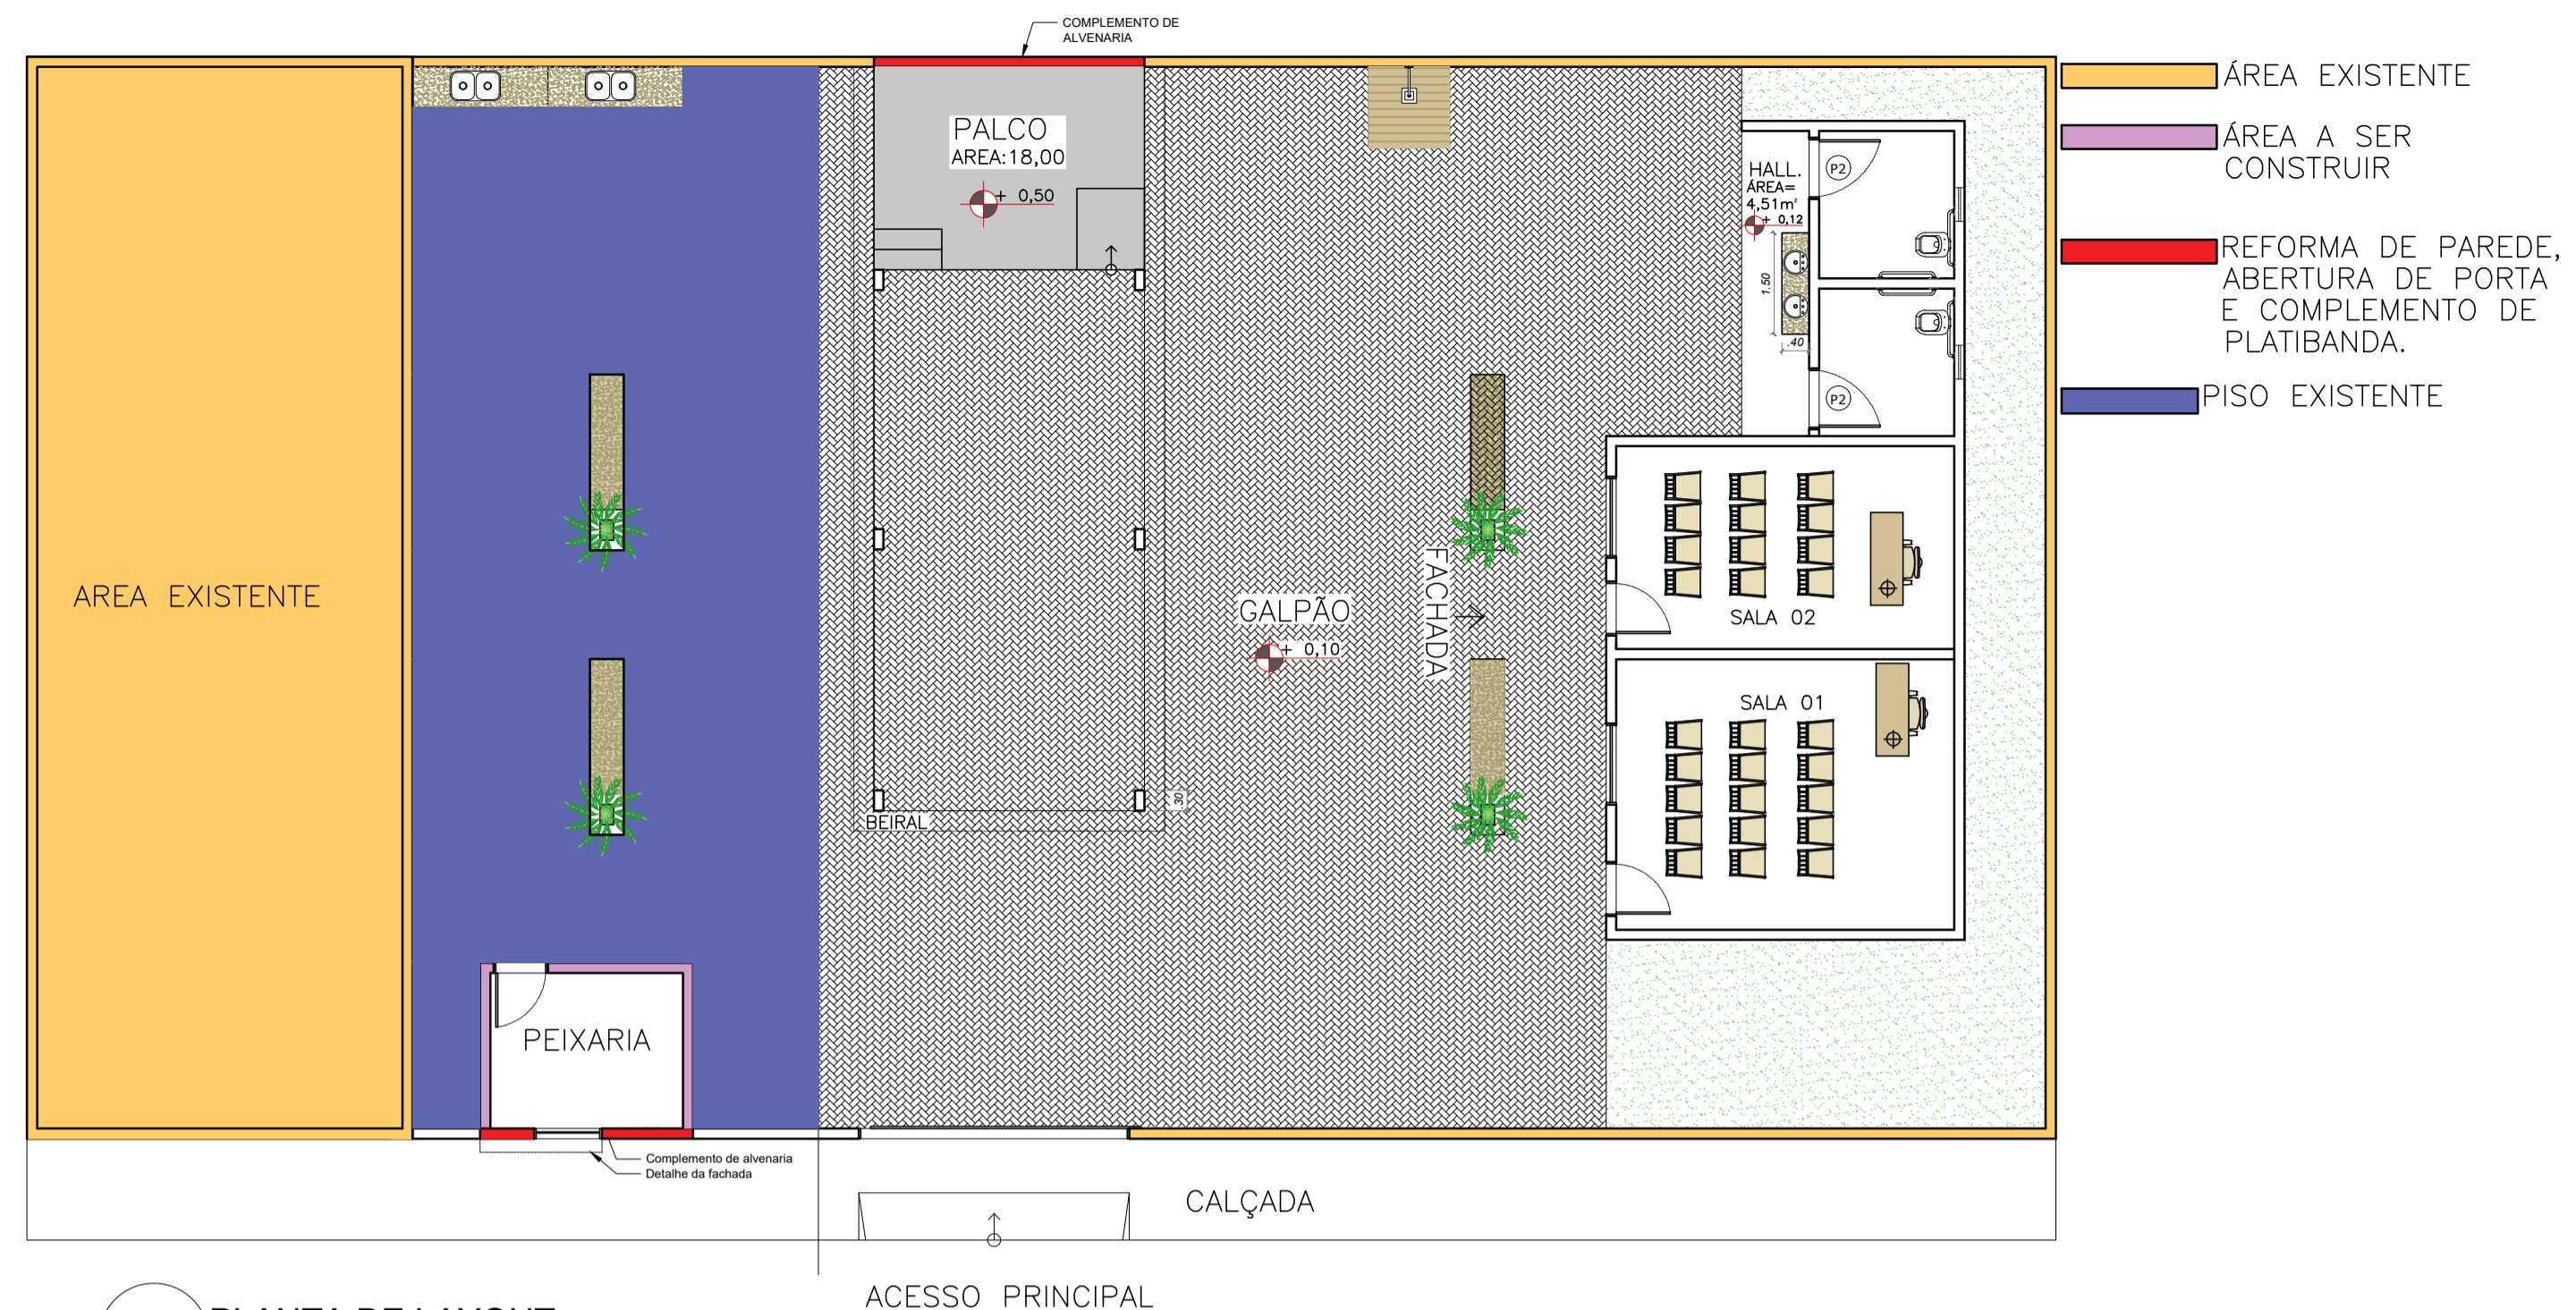 COMPLEMENTO DE
ALVENARIA
ÁREA EXISTENTE
ÁREA A SER
CONSTRUIR
REFORMA DE PAREDE,
ABERTURA DE PORTA
E COMPLEMENTO DE
PLATIBANDA.
PISO EXISTENTE
PALCO
AREA:18,00
+ 0,50
HALL.
ÁREA=
4,51m²
+ 0,12
P2
1.50
.40
P2
AREA EXISTENTE
GALPÃO
+ 0,10
FACHADA
SALA 02
SALA 01
BEIRAL
.30
PEIXARIA
Complemento de alvenaria
Detalhe da fachada
CALÇADA
ACESSO PRINCIPAL
PLANTA DE LAYOUT